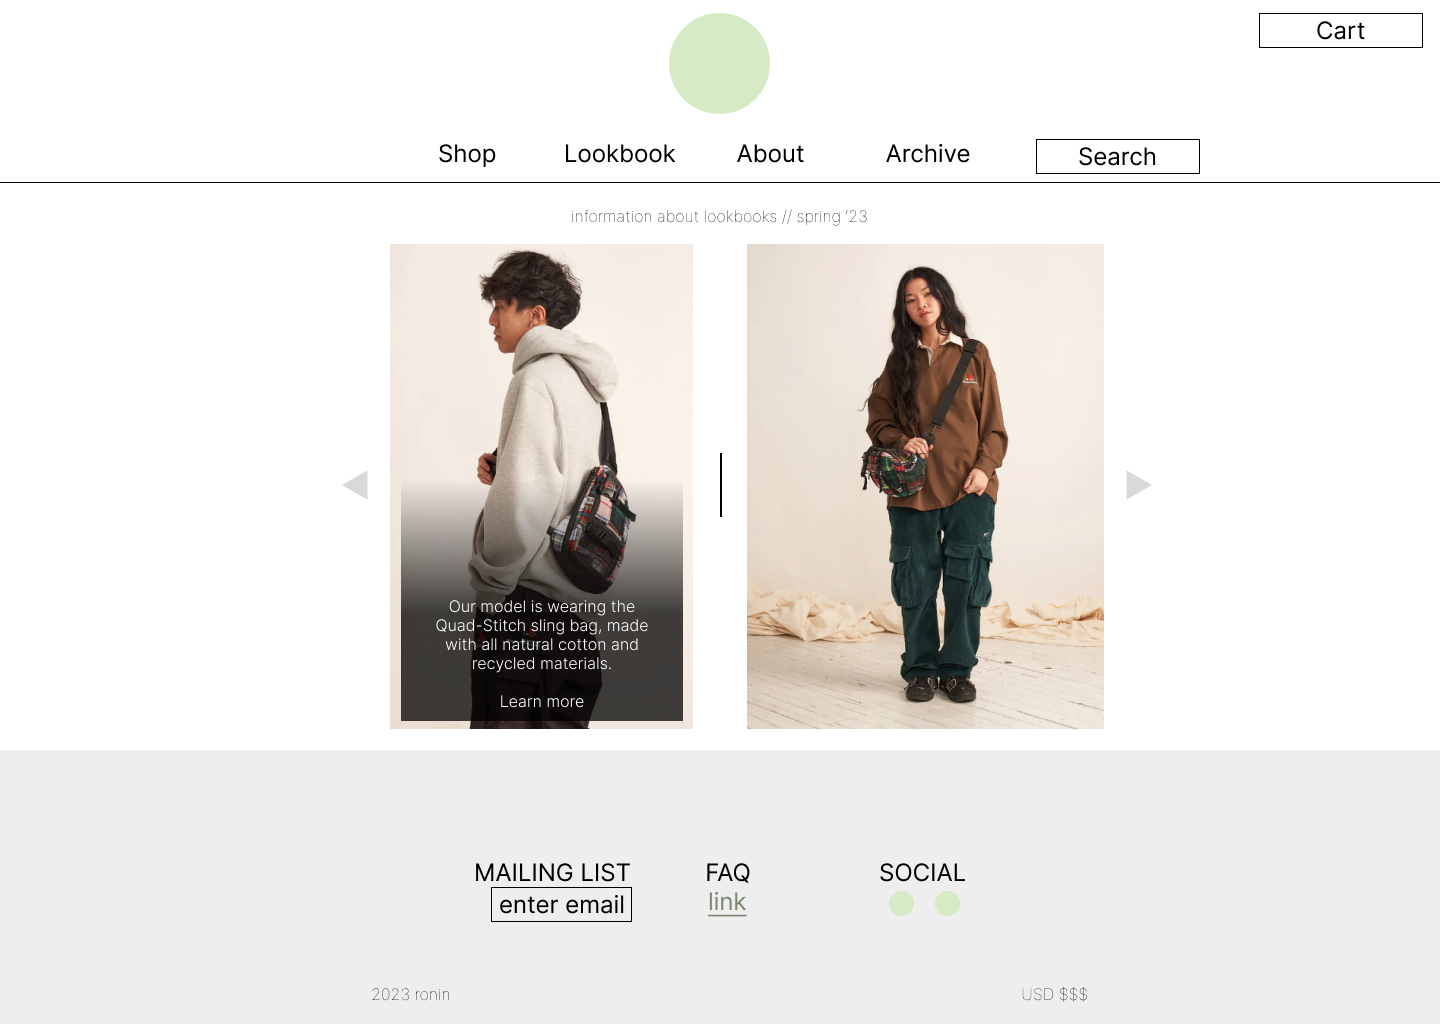 Cart
Shop Lookbook About Archive Search
information about lookbooks // spring ‘23
Our model is wearing the
Quad-Stitch sling bag, made
with all natural cotton and
recycled materials.
Learn more
MAILING LIST FAQ SOCIAL
enter email link
2023 ronin USD $$$